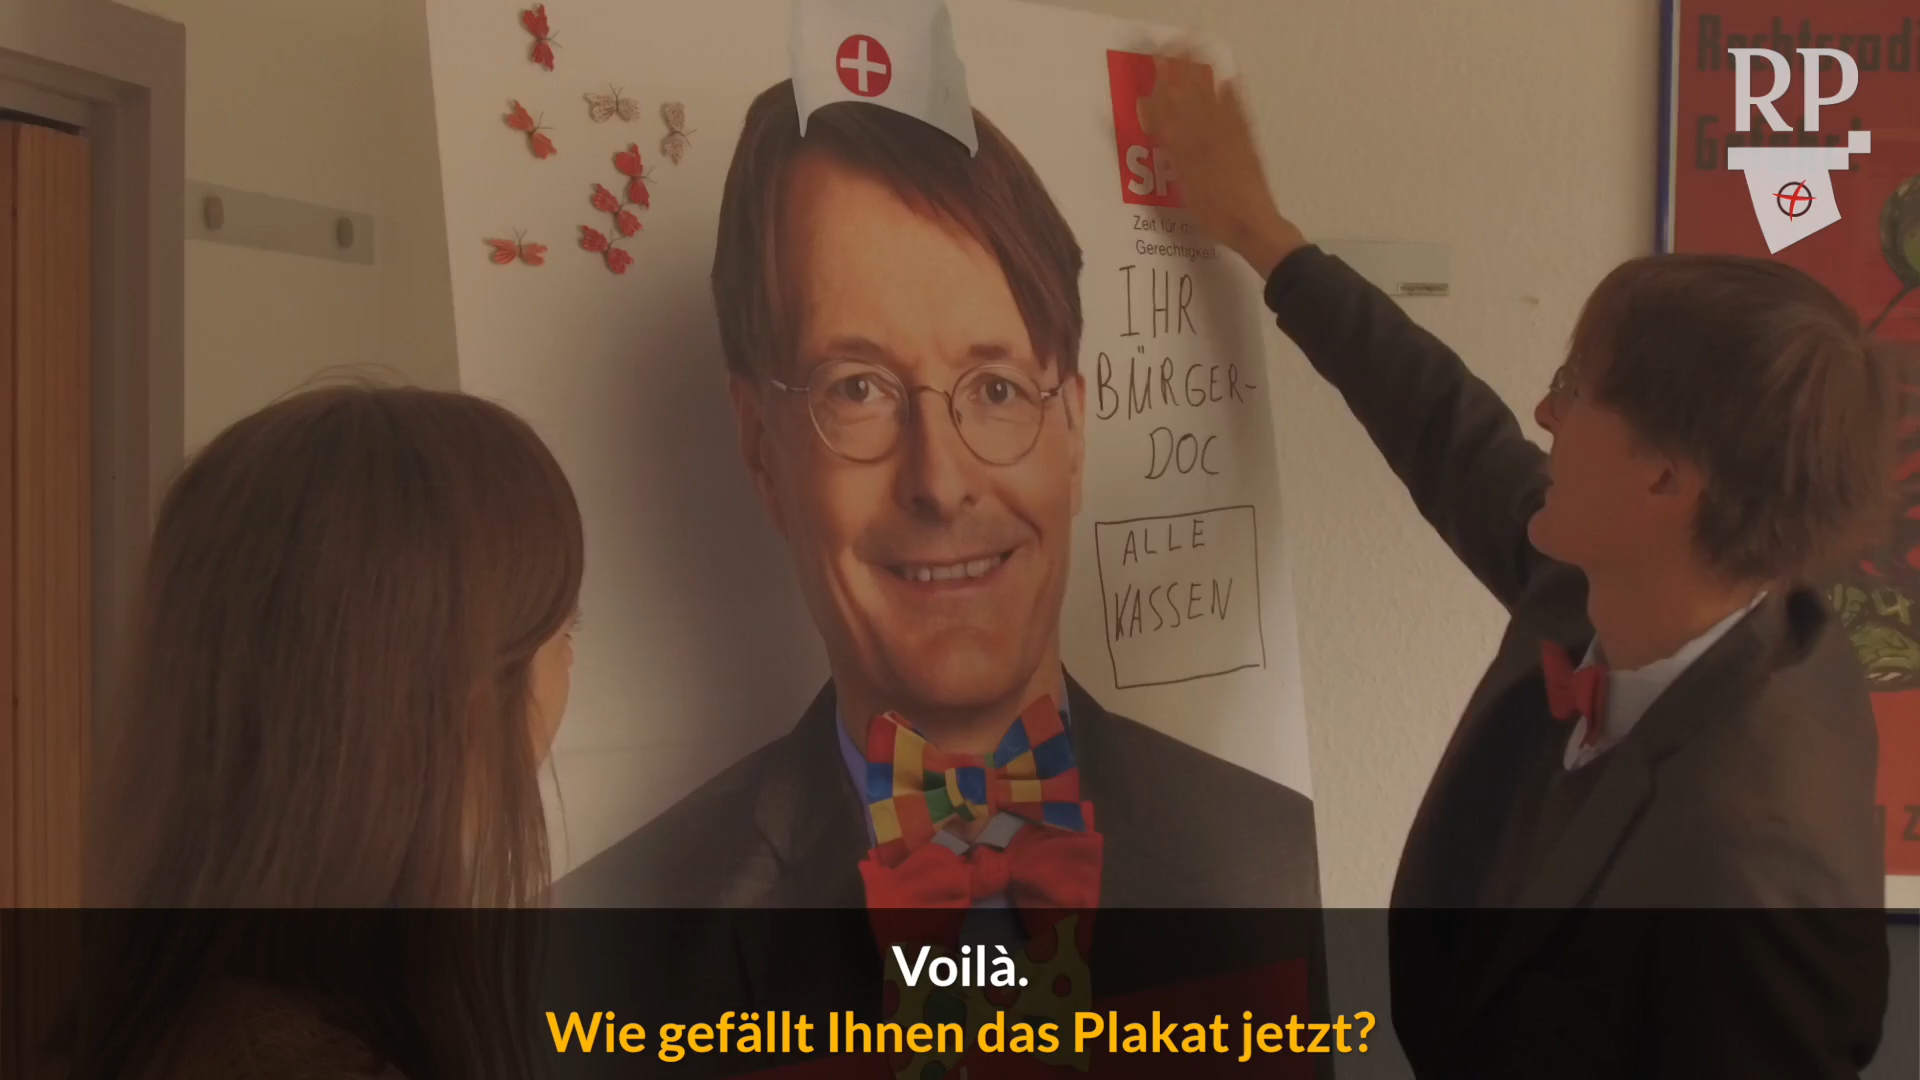 RP
SP
Zeit für
Gerechtigkeit
IHR
BÜRGER-
DOC
ALLE
KASSEN
Voilà.
Wie gefällt Ihnen das Plakat jetzt?